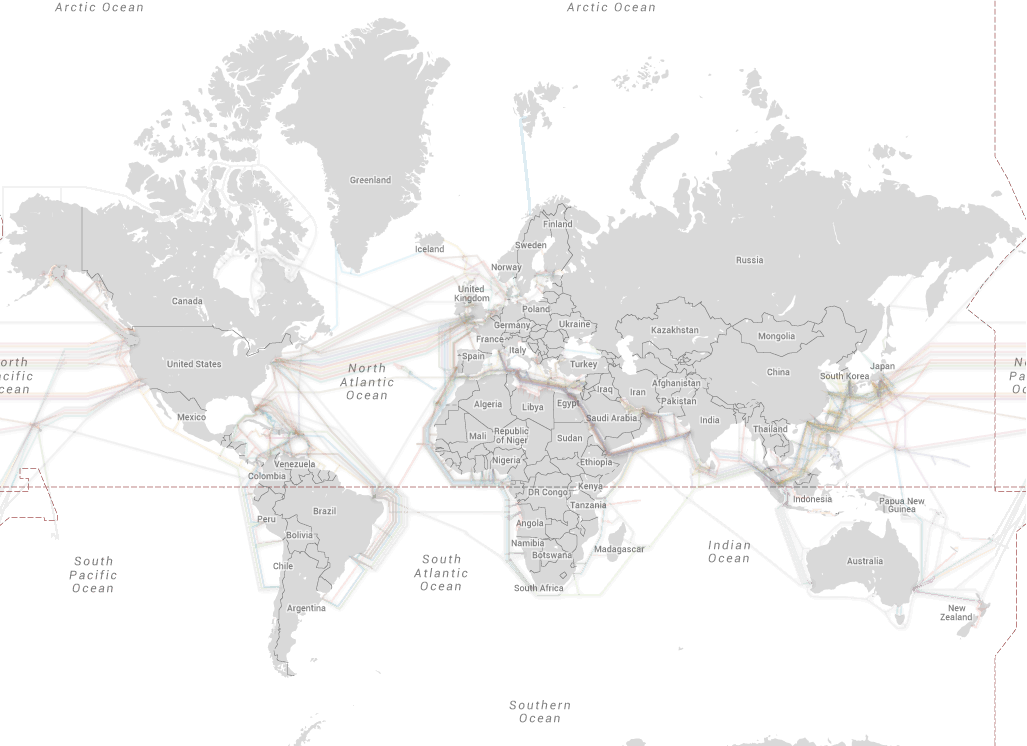 Arctic Ocean
Arctic Ocean
Greenland
Finland
Iceland
Sweden
Norway
Russia
United
Kingdom
Canada
Poland
Germany
Ukraine
Kazakhstan
Mongolia
France
Italy
Spain
Turkey
United States
North
Atlantic
Ocean
China
South Korea
Japan
Afghanistan
Iraq
Iran
Pakistan
orth
acific
cean
Algeria
Libya
Egypt
Saudi Arabia
India
Thailand
Mexico
Mali
Republic
of Niger
Sudan
Nigeria
Ethiopia
Venezuela
Colombia
DR Congo
Kenya
Tanzania
Indonesia
Papua New
Guinea
Peru
Brazil
Angola
Bolivia
Namibia
Botswana
Madagascar
South
Pacific
Ocean
Chile
South
Atlantic
Ocean
Indian
Ocean
Australia
South Africa
Argentina
New
Zealand
Southern
Ocean